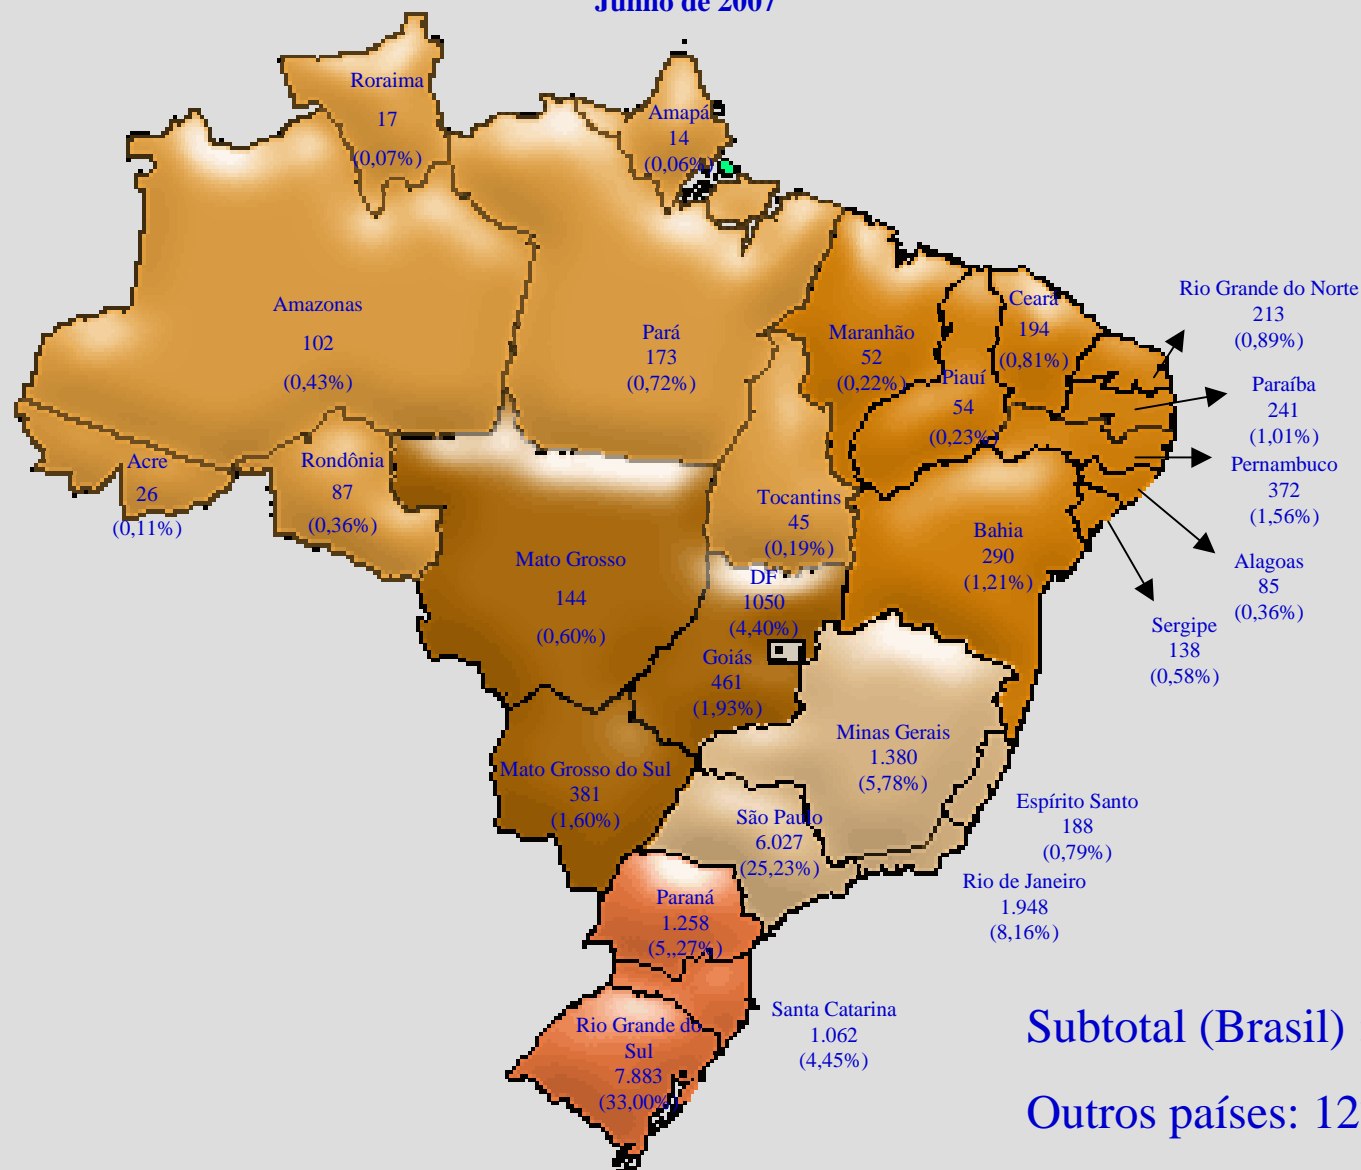 Junho de 2007
Roraima
17
(0,07%)
Amapá
14
(0,06%)
Amazonas
102
(0,43%)
Pará
173
(0,72%)
Maranhão
52
(0,22%)
Piauí
54
(0,23%)
Ceará
194
(0,81%)
Rio Grande do Norte
213
(0,89%)
Paraíba
241
(1,01%)
Pernambuco
372
(1,56%)
Alagoas
85
(0,36%)
Sergipe
138
(0,58%)
Acre
26
(0,11%)
Rondônia
87
(0,36%)
Tocantins
45
(0,19%)
Bahia
290
(1,21%)
Mato Grosso
144
(0,60%)
DF
1050
(4,40%)
Goiás
461
(1,93%)
Minas Gerais
1.380
(5,78%)
Mato Grosso do Sul
381
(1,60%)
São Paulo
6.027
(25,23%)
Espírito Santo
188
(0,79%)
Rio de Janeiro
1.948
(8,16%)
Paraná
1.258
(5,,27%)
Santa Catarina
1.062
(4,45%)
Rio Grande do
Sul
7.883
(33,00%)
Subtotal (Brasil)
Outros países: 12